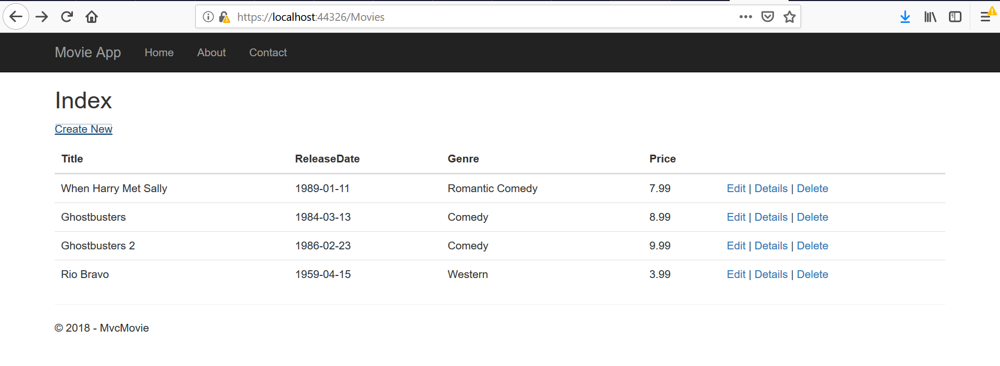 https://localhost:44326/Movies
Movie App Home About Contact
Index
Create New
Title ReleaseDate Genre Price
When Harry Met Sally 1989-01-11 Romantic Comedy 7.99 Edit | Details | Delete
Ghostbusters 1984-03-13 Comedy 8.99 Edit | Details | Delete
Ghostbusters 2 1986-02-23 Comedy 9.99 Edit | Details | Delete
Rio Bravo 1959-04-15 Western 3.99 Edit | Details | Delete
© 2018 - MvcMovie